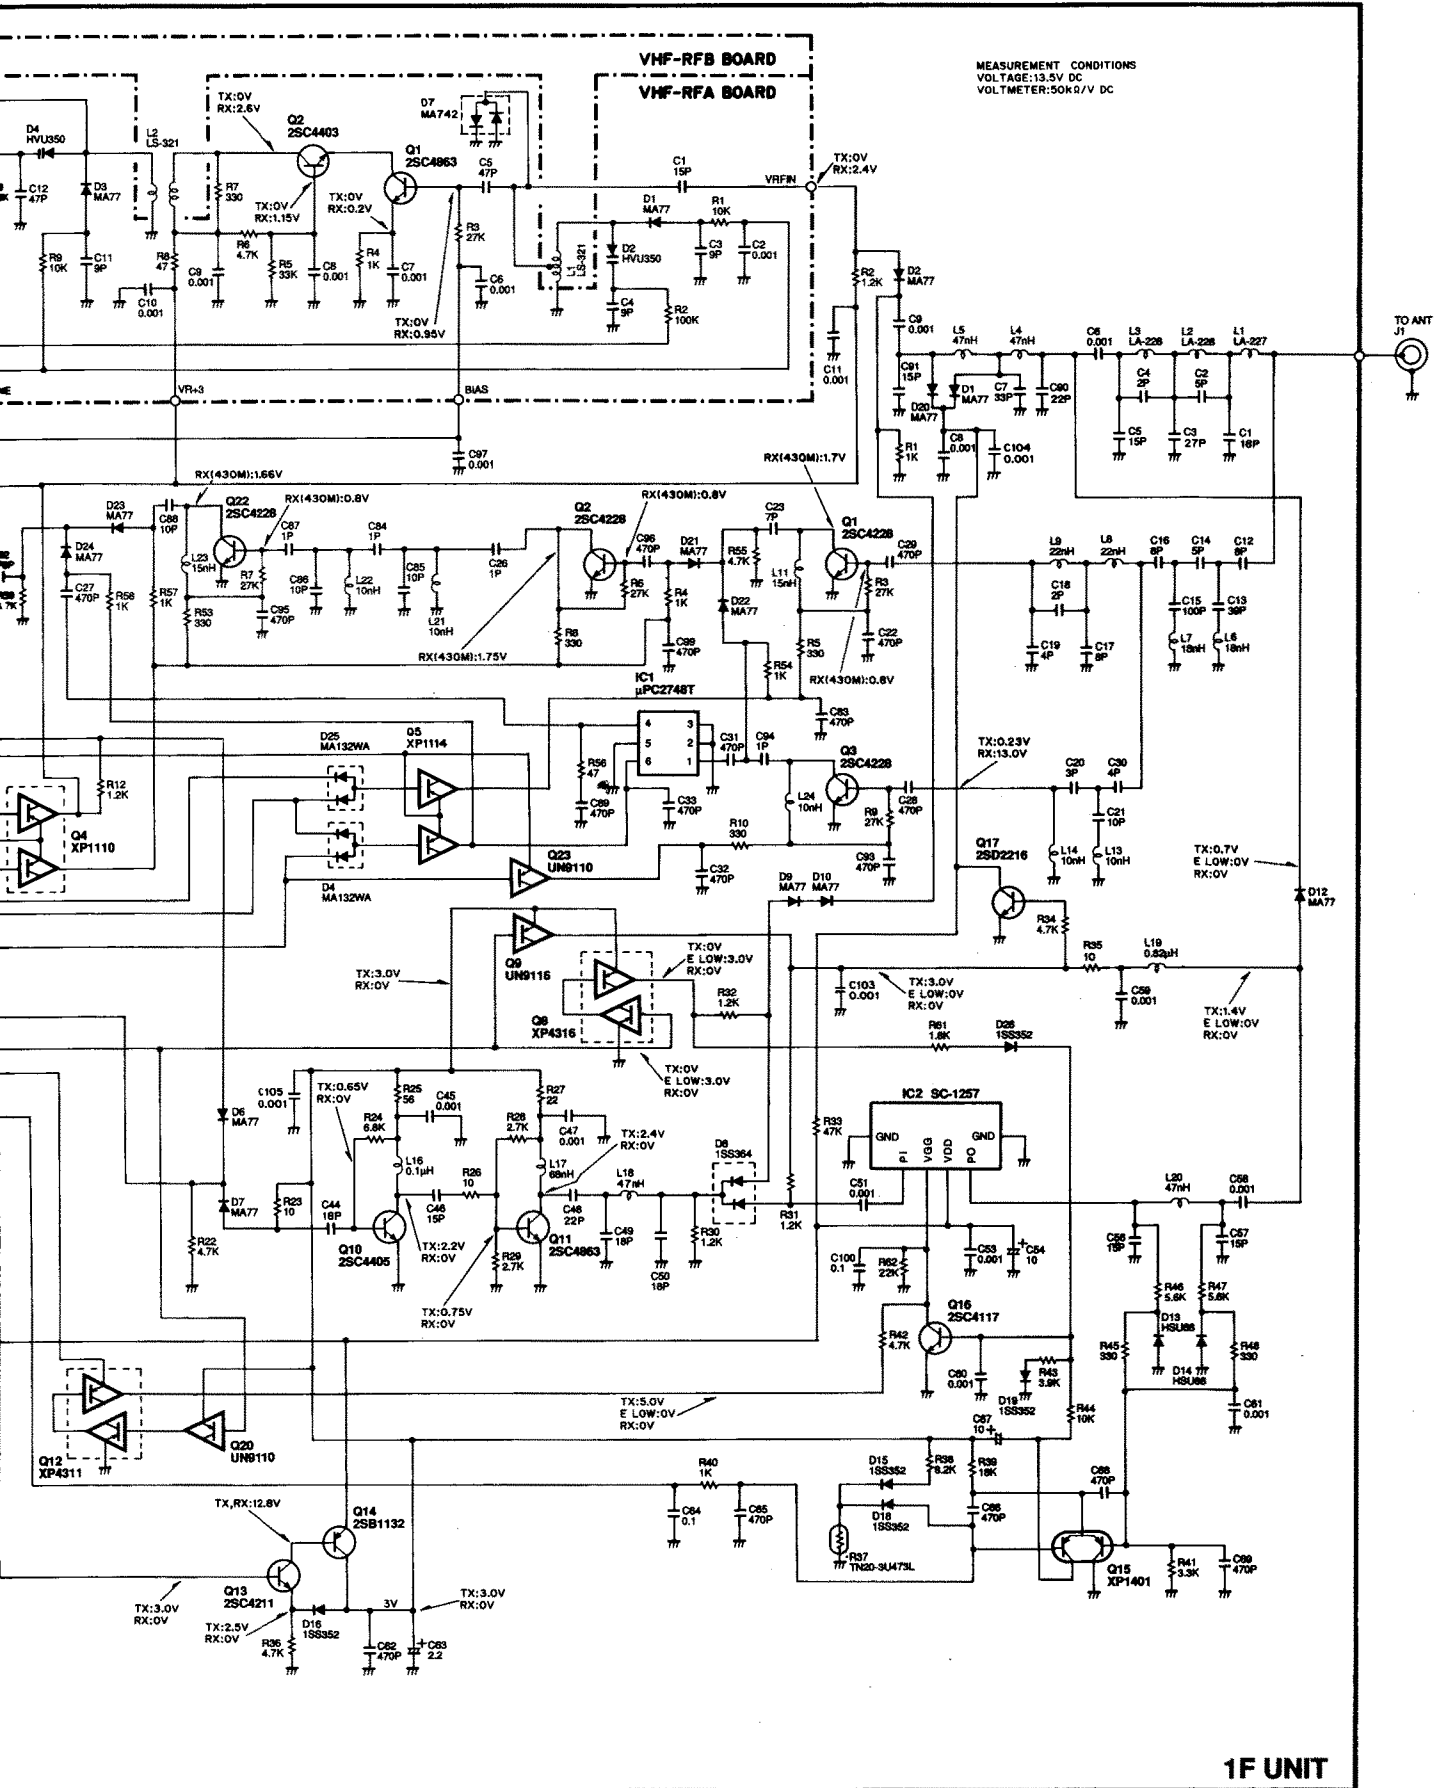 VHF-RFB BOARD
VHF-RFA BOARD
MEASUREMENT CONDITIONS
VOLTAGE:13.5V DC
VOLTMETER:50kΩ/V DC
TX:0V
RX:2.6V
Q2
2SC4403
D7
MA742
D4
HVU350
L2
LS-321
Q1
2SC4863
C5
47P
C1
15P
VRFIN
TX:0V
RX:2.4V
C12
47P
D3
MA77
R7
330
TX:0V
RX:1.15V
TX:0V
RX:0.2V
R3
27K
D1
MA77
R1
10K
R9
10K
C11
9P
R8
47
R6
4.7K
R5
33K
C9
0.001
C8
0.001
R4
1K
C7
0.001
C6
0.001
L1
LS-321
D2
HVU350
C3
9P
C2
0.001
C10
0.001
C4
9P
R2
100K
TX:0V
RX:0.95V
R2
1.2K
D2
MA77
C9
0.001
C11
0.001
L5
47nH
L4
47nH
C6
0.001
L3
LA-226
L2
LA-226
L1
LA-227
TO ANT
J1
C91
15P
D20
MA77
D1
MA77
C7
33P
C90
22P
C4
2P
C2
5P
C5
15P
C3
27P
C1
18P
VR+3
BIAS
C97
0.001
R1
1K
C8
0.001
C104
0.001
RX(430M):1.66V
RX(430M):0.8V
RX(430M):1.7V
RX(430M):0.8V
D23
MA77
C88
10P
Q22
2SC4228
C87
1P
C84
1P
Q2
2SC4228
C96
470P
D21
MA77
C23
7P
Q1
2SC4228
C29
470P
D24
MA77
L23
15nH
R7
27K
C86
10P
L22
10nH
C85
10P
L21
10nH
C26
1P
R6
27K
R4
1K
R55
4.7K
L11
15nH
R3
27K
L9
22nH
L8
22nH
C16
8P
C14
5P
C12
8P
C27
470P
R58
1K
R57
1K
R53
330
C95
470P
R8
330
C99
470P
D22
MA77
R5
330
C22
470P
C18
2P
C19
4P
C17
8P
C15
100P
C13
39P
L7
18nH
L6
18nH
RX(430M):1.75V
R54
1K
RX(430M):0.8V
IC1
μPC2748T
4
3
5
2
6
1
C83
470P
D25
MA132WA
Q5
XP1114
R56
47
C31
470P
C94
1P
Q3
2SC4228
TX:0.23V
RX:13.0V
C20
3P
C30
4P
R12
1.2K
C89
470P
C33
470P
L24
10nH
R9
27K
C28
470P
C21
10P
Q4
XP1110
R10
330
L14
10nH
L13
10nH
D4
MA132WA
Q23
UN9110
C32
470P
C93
470P
Q17
2SD2216
TX:0.7V
E LOW:0V
RX:0V
D9
MA77
D10
MA77
D12
MA77
R34
4.7K
R35
10
L19
0.82μH
Q9
UN9116
TX:0V
E LOW:3.0V
RX:0V
TX:3.0V
RX:0V
C103
0.001
TX:3.0V
E LOW:0V
RX:0V
C59
0.001
TX:1.4V
E LOW:0V
RX:0V
R32
1.2K
Q8
XP4316
R61
1.8K
D26
1SS352
TX:0V
E LOW:3.0V
RX:0V
C105
0.001
TX:0.65V
RX:0V
R25
56
C45
0.001
R27
22
IC2 SC-1257
GND
GND
PI
VGG
VDD
PO
D6
MA77
R24
6.8K
R28
2.7K
C47
0.001
TX:2.4V
RX:0V
R33
47K
D8
1SS364
L16
0.1μH
R26
10
L17
68nH
L18
47nH
D7
MA77
R23
10
C44
18P
C46
15P
C48
22P
C49
18P
C51
0.001
R31
1.2K
L20
47nH
C58
0.001
R22
4.7K
Q10
2SC4405
TX:2.2V
RX:0V
R29
2.7K
Q11
2SC4863
C50
18P
R30
1.2K
C100
0.1
R62
22K
C53
0.001
C54
10
C56
15P
C57
15P
R46
5.6K
R47
5.6K
TX:0.75V
RX:0V
Q16
2SC4117
D13
HSU88
R45
330
R48
330
D14
HSU88
R42
4.7K
C60
0.001
R43
3.9K
D19
1SS352
TX:5.0V
E LOW:0V
RX:0V
R44
10K
C61
0.001
Q12
XP4311
Q20
UN9110
C67
10
R40
1K
D15
1SS352
R38
8.2K
R39
18K
C68
470P
TX,RX:12.8V
Q14
2SB1132
C64
0.1
C65
470P
D18
1SS352
C66
470P
R37
TN20-3U473L
Q15
XP1401
R41
3.3K
C69
470P
Q13
2SC4211
TX:3.0V
RX:0V
TX:2.5V
RX:0V
D16
1SS352
3V
TX:3.0V
RX:0V
R36
4.7K
C62
470P
C63
2.2
1F UNIT